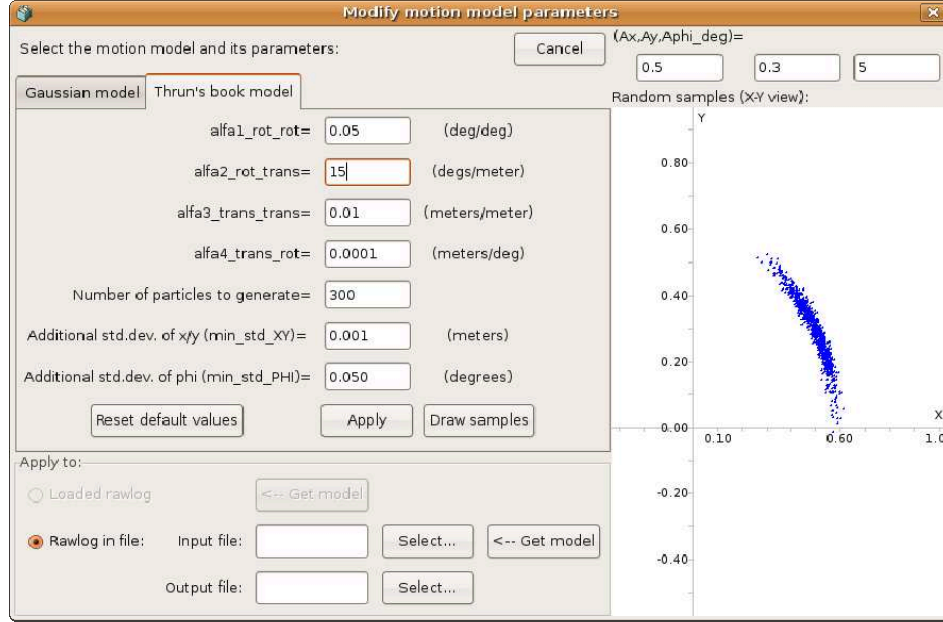 Modify motion model parameters
Select the motion model and its parameters:
Cancel
(Ax,Ay,Aphi_deg)=
0.5 0.3 5
Gaussian model Thrun's book model
Random samples (X-Y view):
alfa1_rot_rot= 0.05 (deg/deg)
alfa2_rot_trans= 15 (degs/meter)
alfa3_trans_trans= 0.01 (meters/meter)
alfa4_trans_rot= 0.0001 (meters/deg)
Number of particles to generate= 300
Additional std.dev. of x/y (min_std_XY)= 0.001 (meters)
Additional std.dev. of phi (min_std_PHI)= 0.050 (degrees)
Reset default values Apply Draw samples
Apply to:
Loaded rawlog <-- Get model
Rawlog in file: Input file: Select... <-- Get model
Output file: Select...
Y
0.80
0.60
0.40
0.20
X
0.00
0.10 0.60 1.0
-0.20
-0.40